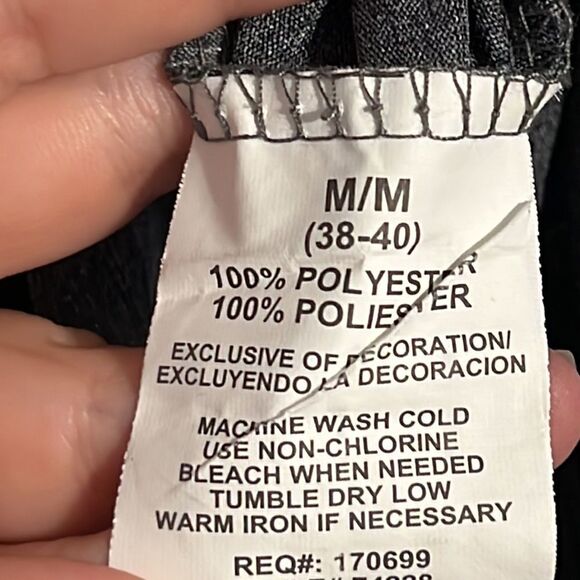 M/M
(38-40)
100% POLYESTER
100% POLIESTER
EXCLUSIVE OF DECORATION/
EXCLUYENDO LA DECORACION
MACHINE WASH COLD
USE NON-CHLORINE
BLEACH WHEN NEEDED
TUMBLE DRY LOW
WARM IRON IF NECESSARY
REQ#: 170699